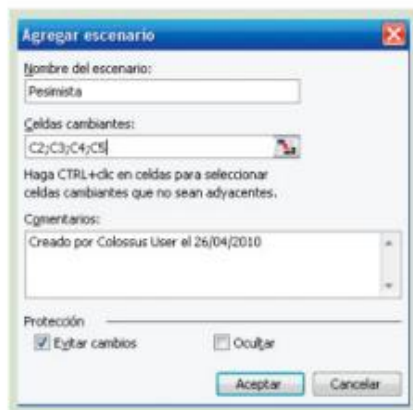 Agregar escenario
Nombre del escenario:
Pesimista
Celdas cambiantes:
C2;C3;C4;C5
Haga CTRL+clic en celdas para seleccionar
celdas cambiantes que no sean adyacentes.
Comentarios:
Creado por Colossus User el 26/04/2010
Protección
Evitar cambios
Ocultar
Aceptar
Cancelar